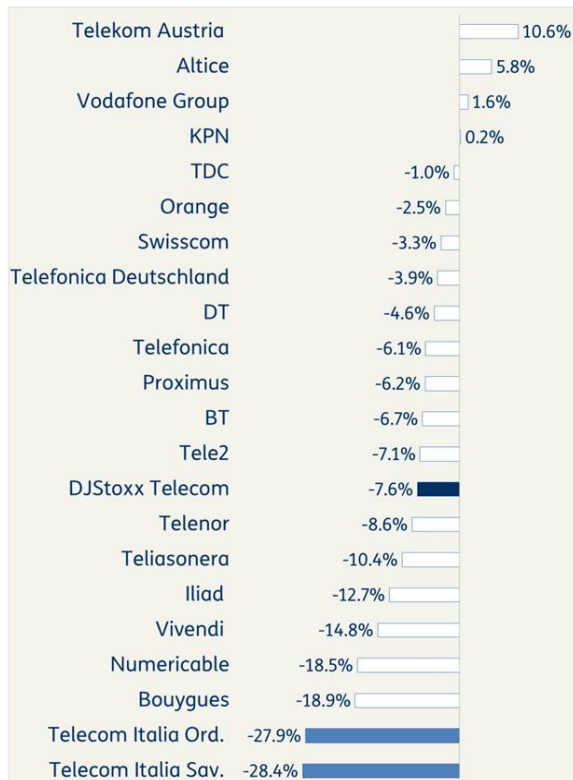 Telekom Austria 10.6%
Altice 5.8%
Vodafone Group 1.6%
KPN 0.2%
TDC -1.0%
Orange -2.5%
Swisscom -3.3%
Telefonica Deutschland -3.9%
DT -4.6%
Telefonica -6.1%
Proximus -6.2%
BT -6.7%
Tele2 -7.1%
DJStoxx Telecom -7.6%
Telenor -8.6%
Teliasonera -10.4%
Iliad -12.7%
Vivendi -14.8%
Numericable -18.5%
Bouygues -18.9%
Telecom Italia Ord. -27.9%
Telecom Italia Sav. -28.4%